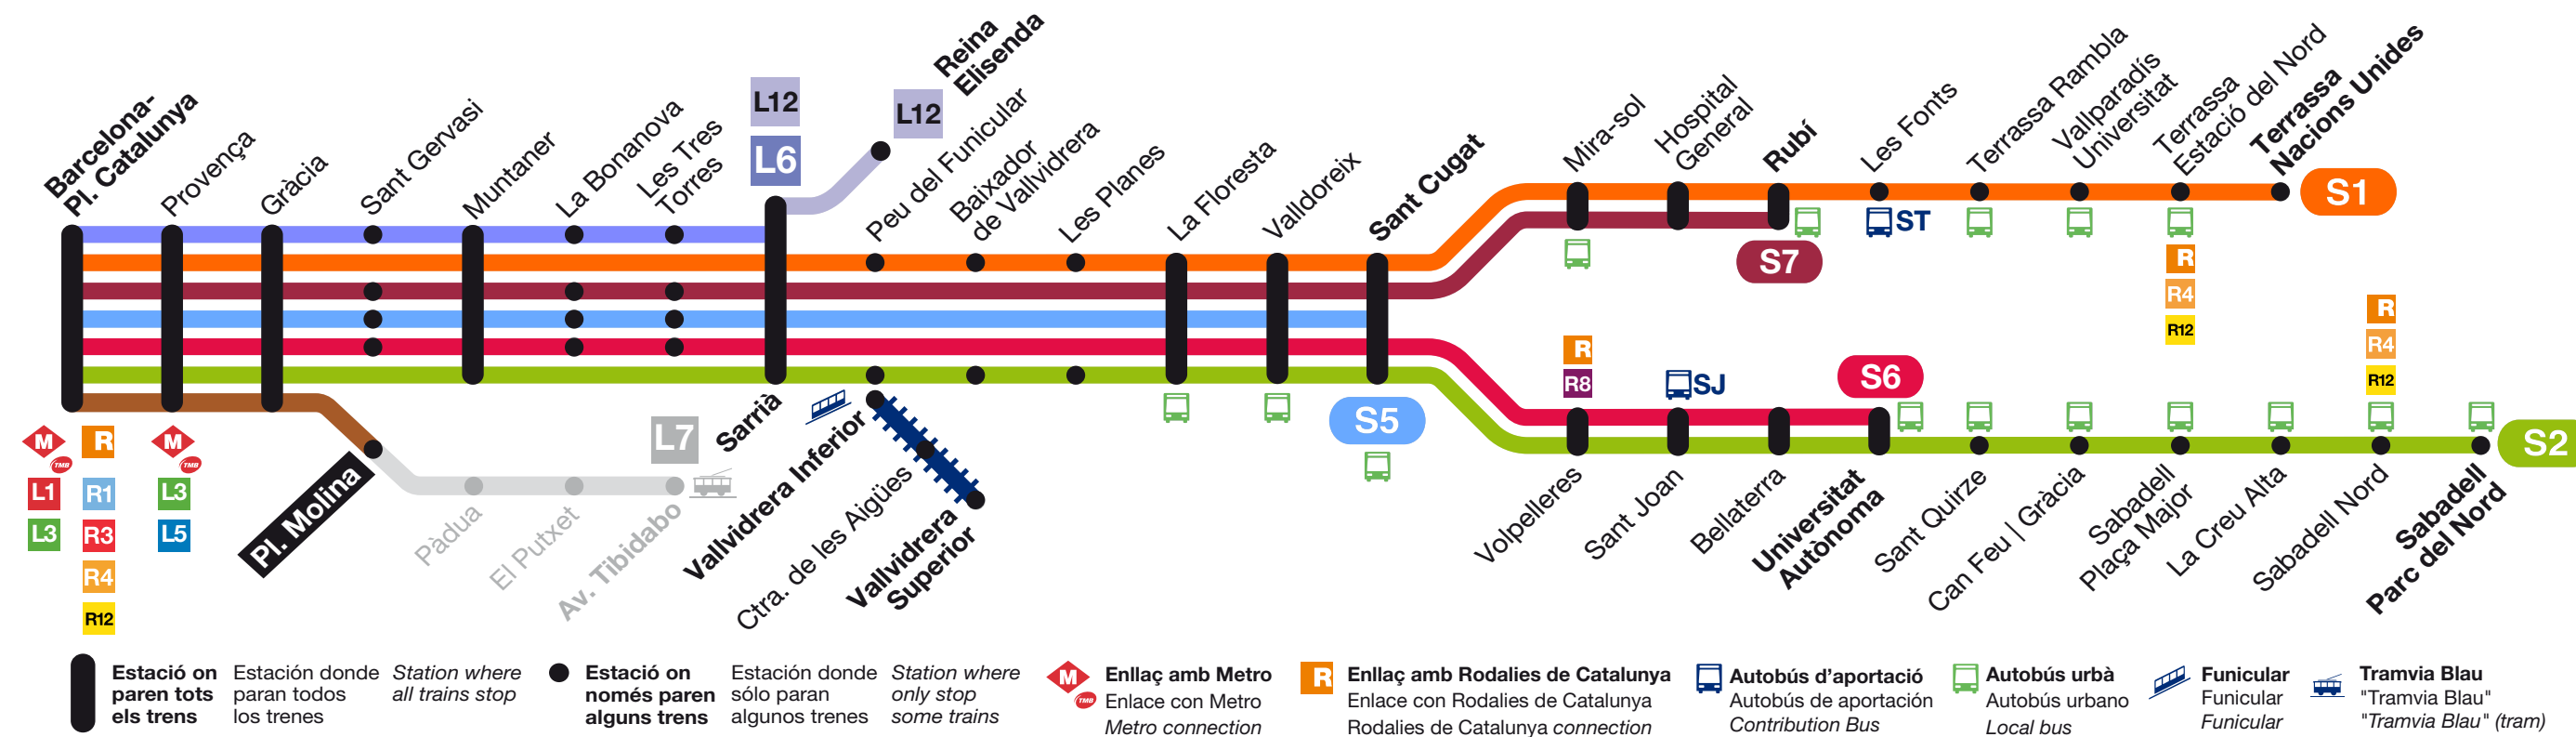 Barcelona-
Pl. Catalunya
Provença
Gràcia
Sant Gervasi
Muntaner
La Bonanova
Les Tres
Torres
L12
L6
Reina
Elisenda
L12
Peu del Funicular
Baixador
de Vallvidrera
Les Planes
La Floresta
Valldoreix
Sant Cugat
Mira-sol
Hospital
General
Rubí
Les Fonts
Terrassa Rambla
Vallparadís
Universitat
Terrassa
Estació del Nord
Terrassa
Nacions Unides
S1
ST
S7
R
R4
R12
R
R4
R12
R
R8
SJ
S6
S5
S2
M
TMB
L1
L3
R
R1
R3
R4
R12
M
TMB
L3
L5
Pl. Molina
Pàdua
El Putxet
Av. Tibidabo
L7
Sarrià
Vallvidrera Inferior
Ctra. de les Aigües
Vallvidrera
Superior
Volpelleres
Sant Joan
Bellaterra
Universitat
Autònoma
Sant Quirze
Can Feu | Gràcia
Sabadell
Plaça Major
La Creu Alta
Sabadell Nord
Sabadell
Parc del Nord
Estació on
paren tots
els trens
Estación donde
paran todos
los trenes
Station where
all trains stop
Estació on
només paren
alguns trens
Estación donde
sólo paran
algunos trenes
Station where
only stop
some trains
M
TMB
Enllaç amb Metro
Enlace con Metro
Metro connection
R
Enllaç amb Rodalies de Catalunya
Enlace con Rodalies de Catalunya
Rodalies de Catalunya connection
Autobús d'aportació
Autobús de aportación
Contribution Bus
Autobús urbà
Autobús urbano
Local bus
Funicular
Funicular
Funicular
Tramvia Blau
"Tramvia Blau"
"Tramvia Blau" (tram)